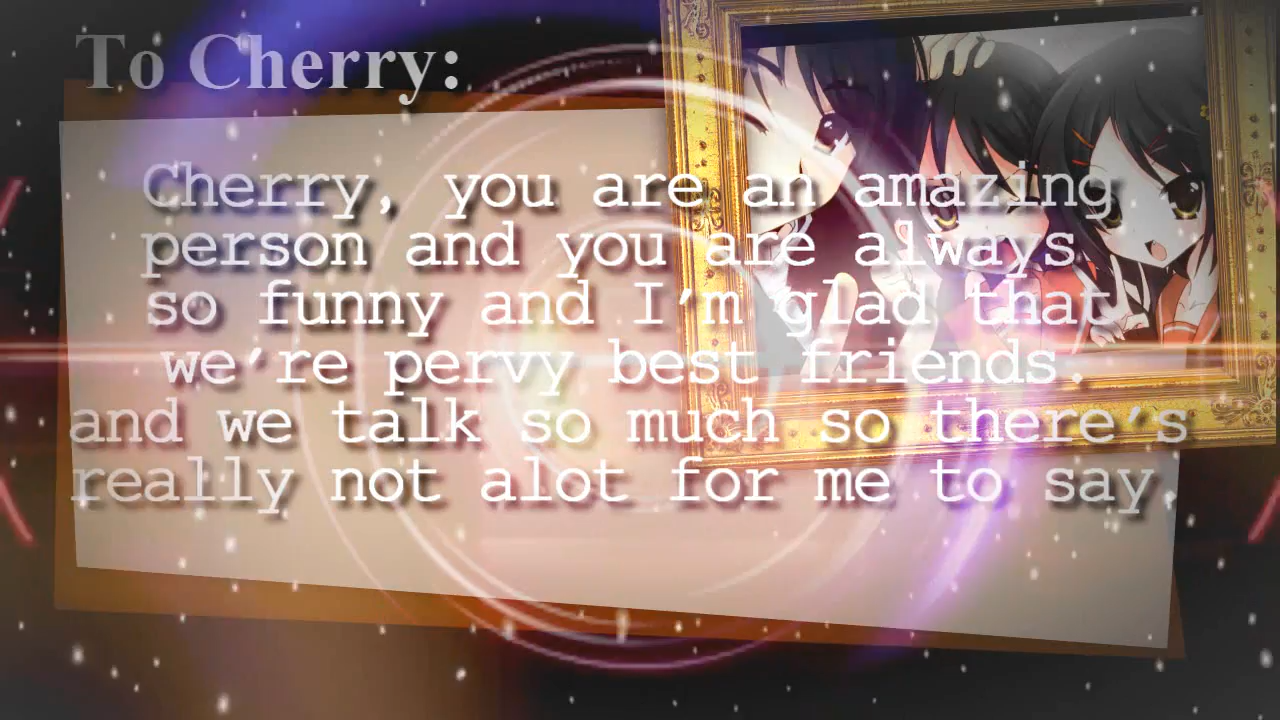 To Cherry:
Cherry, you are an amazing
person and you are always
so funny and I'm glad that
we're pervy best friends.
and we talk so much so there's
really not alot for me to say.